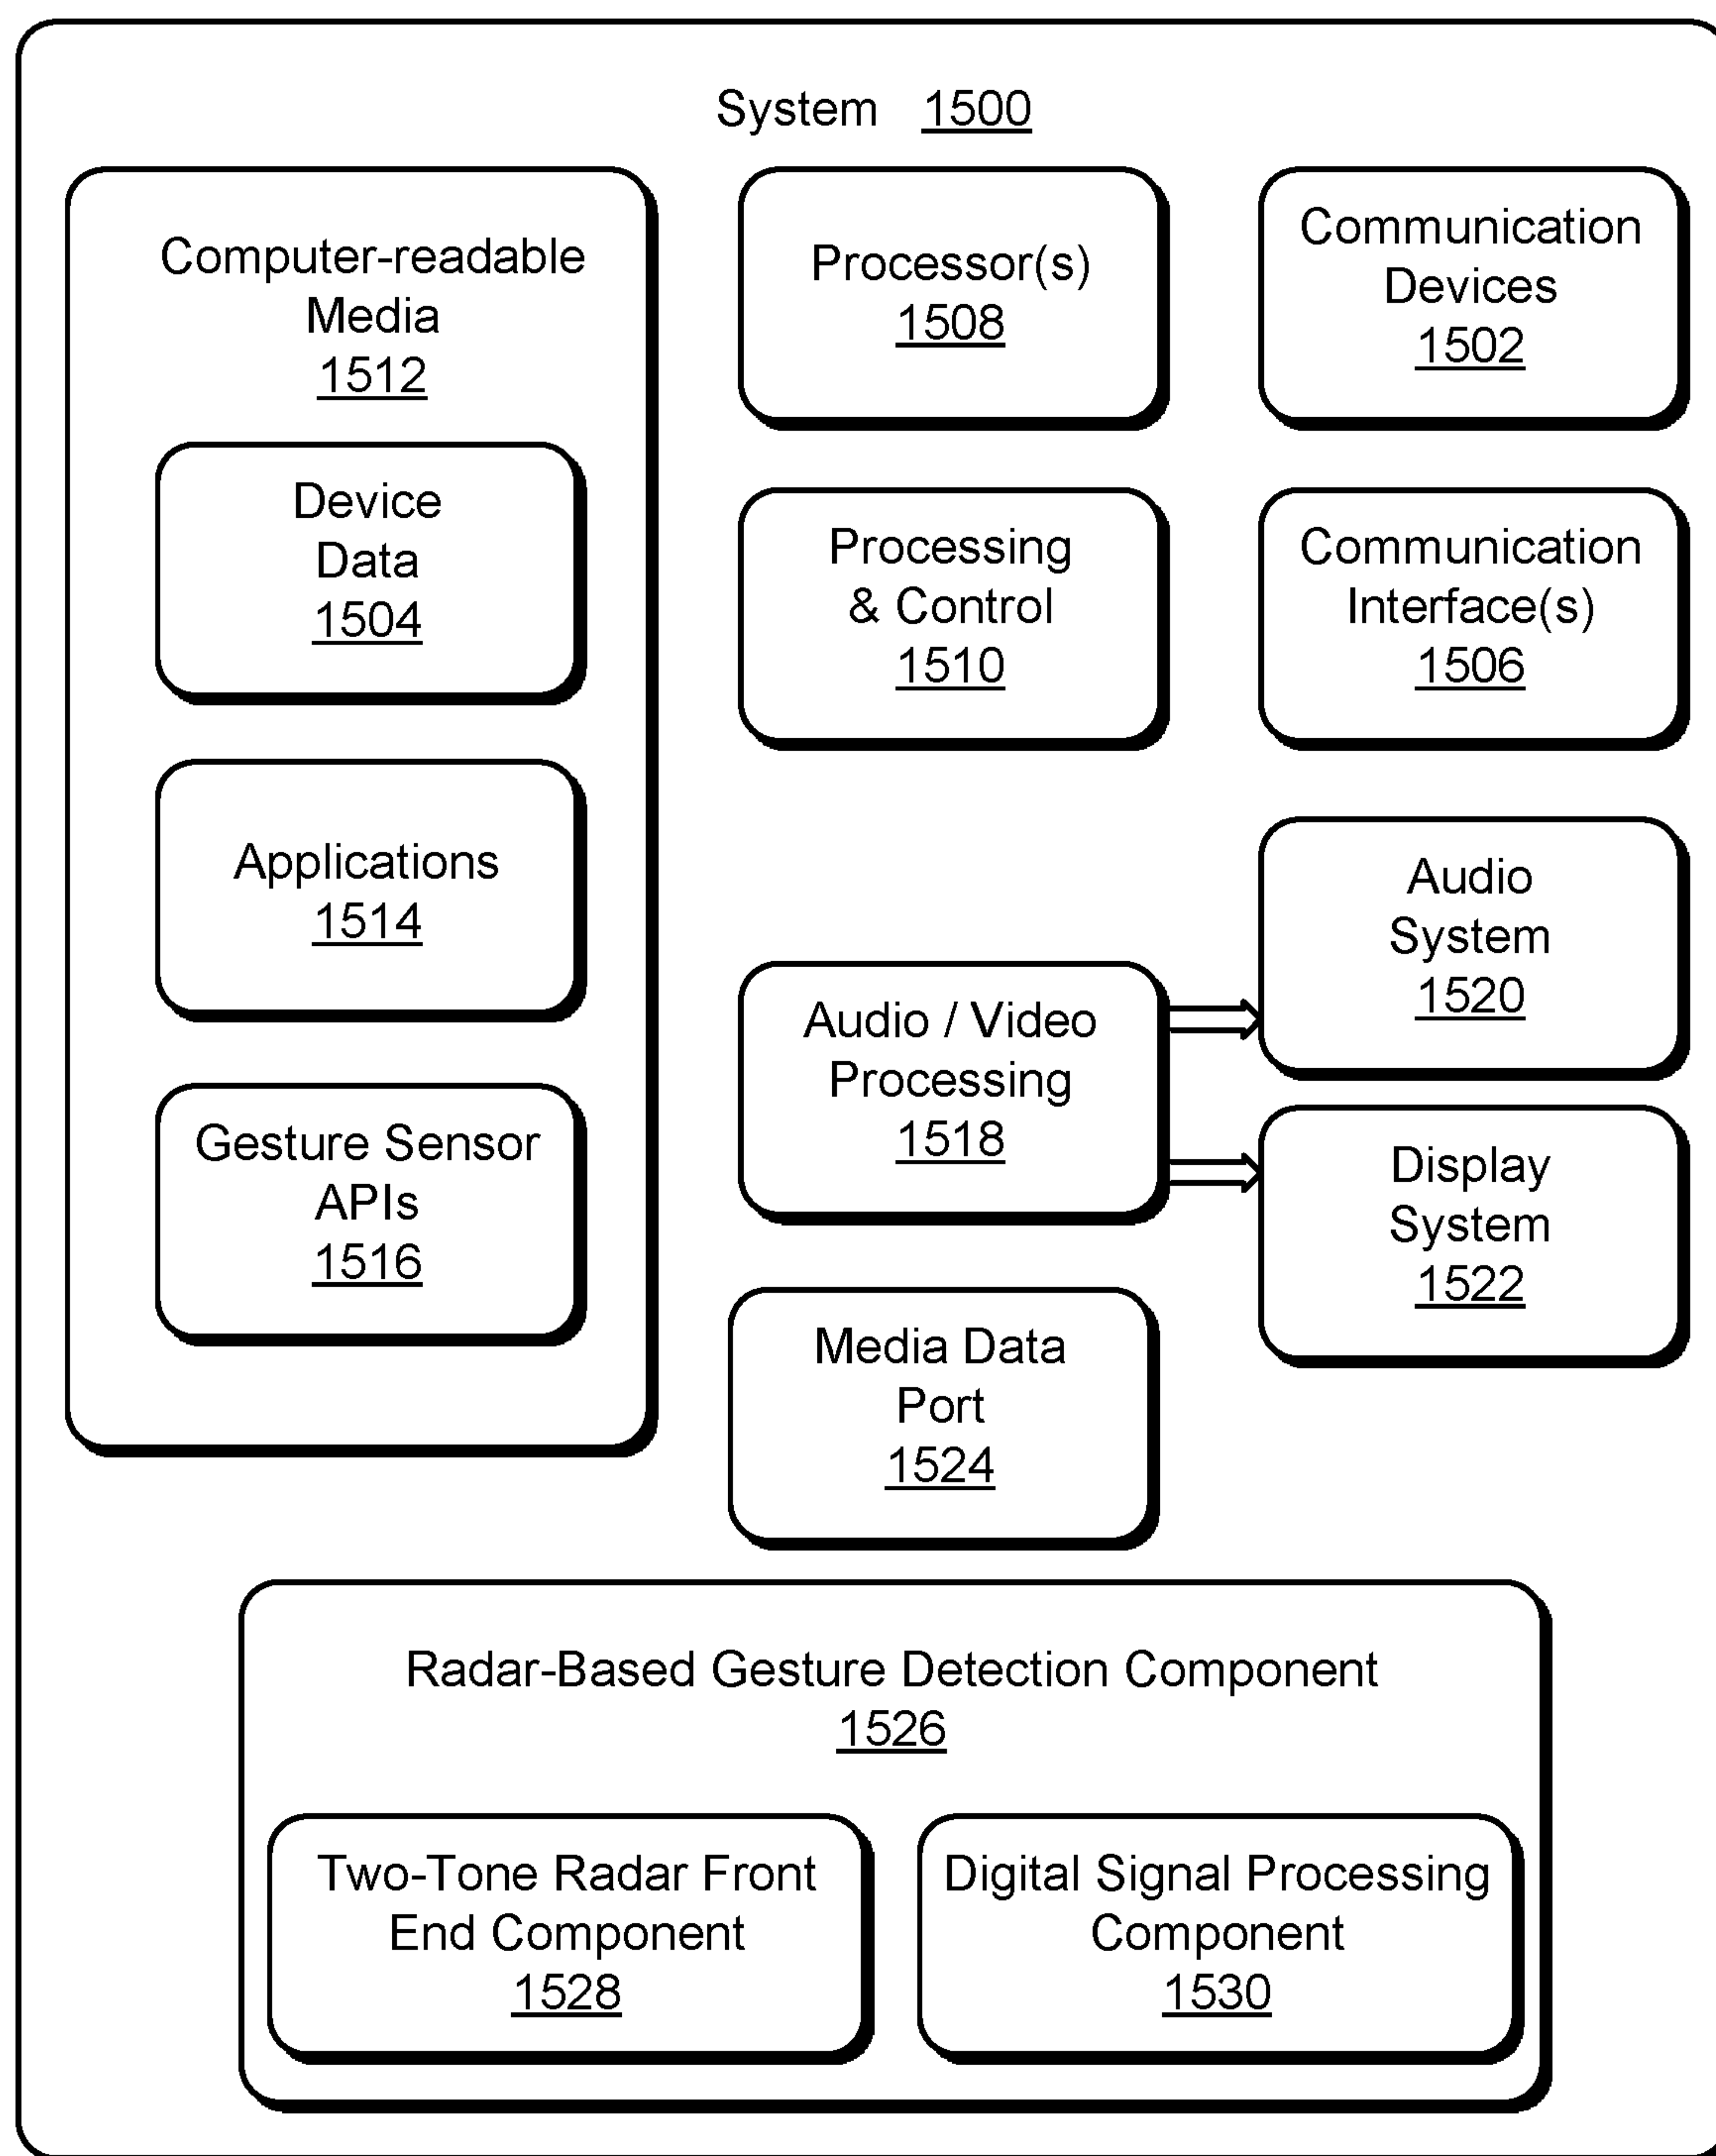 System 1500
Computer-readable
Media
1512
Device
Data
1504
Applications
1514
Gesture Sensor
APIs
1516
Processor(s)
1508
Communication
Devices
1502
Processing
& Control
1510
Communication
Interface(s)
1506
Audio / Video
Processing
1518
Audio
System
1520
Display
System
1522
Media Data
Port
1524
Radar-Based Gesture Detection Component
1526
Two-Tone Radar Front
End Component
1528
Digital Signal Processing
Component
1530